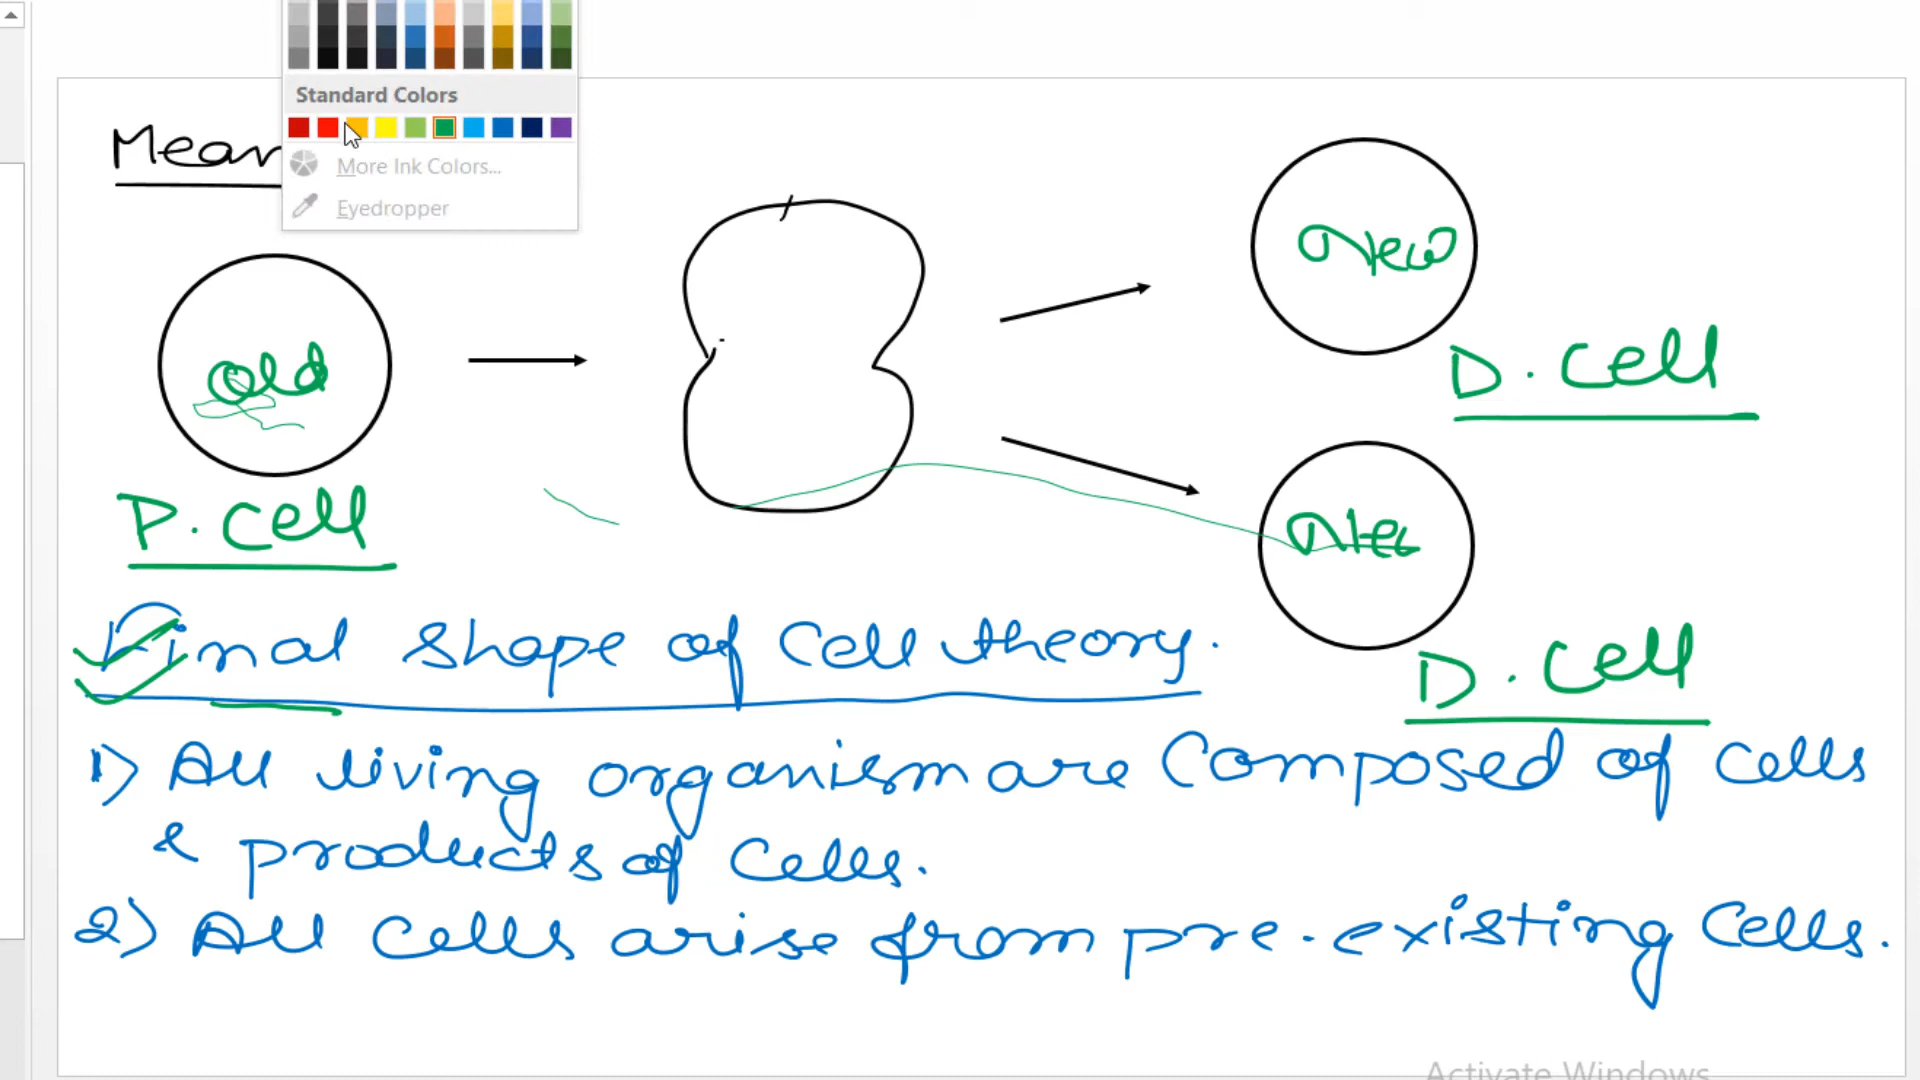 Standard Colors
More Ink Colors...
Eyedropper
old
P. cell
New
D. cell
D. cell
Final shape of Cell theory.
1) All living organism are Composed of cells
& products of Cells.
2) All cells arise from pre-existing Cells.
Activate Windows